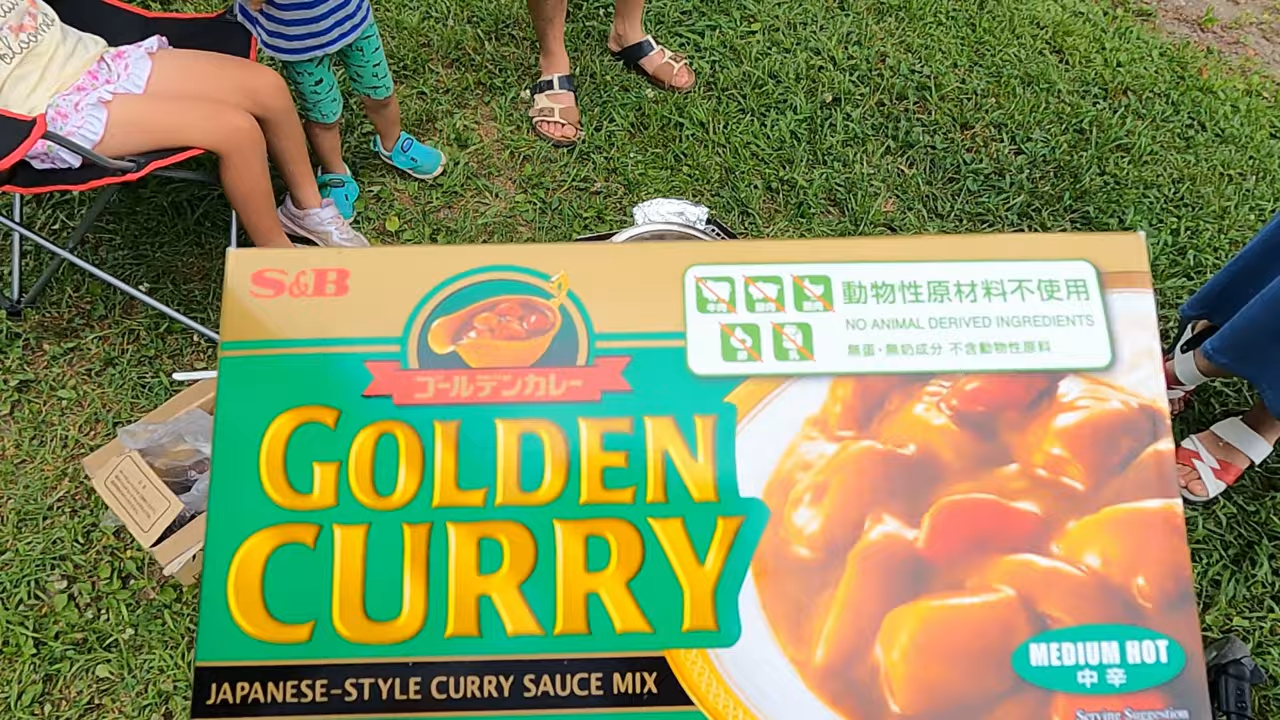 S&B
ゴールデンカレー
GOLDEN
CURRY
JAPANESE-STYLE CURRY SAUCE MIX
動物性原材料不使用
NO ANIMAL DERIVED INGREDIENTS
無蛋・無奶成分 不含動物性原料
MEDIUM HOT
中辛
Serving Suggestion